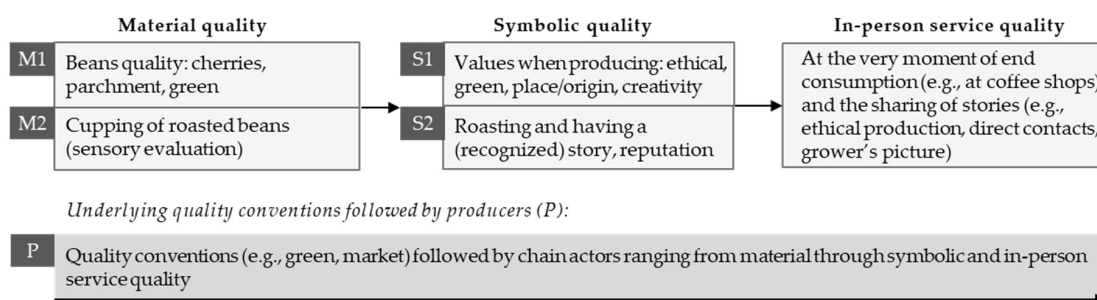 Material quality
Symbolic quality
In-person service quality
M1
Beans quality: cherries,
parchment, green
M2
Cupping of roasted beans
(sensory evaluation)
S1
Values when producing: ethical,
green, place/origin, creativity
S2
Roasting and having a
(recognized) story, reputation
At the very moment of end
consumption (e.g., at coffee shops)
and the sharing of stories (e.g.,
ethical production, direct contacts,
grower's picture)
Underlying quality conventions followed by producers (P):
P
Quality conventions (e.g., green, market) followed by chain actors ranging from material through symbolic and in-person
service quality